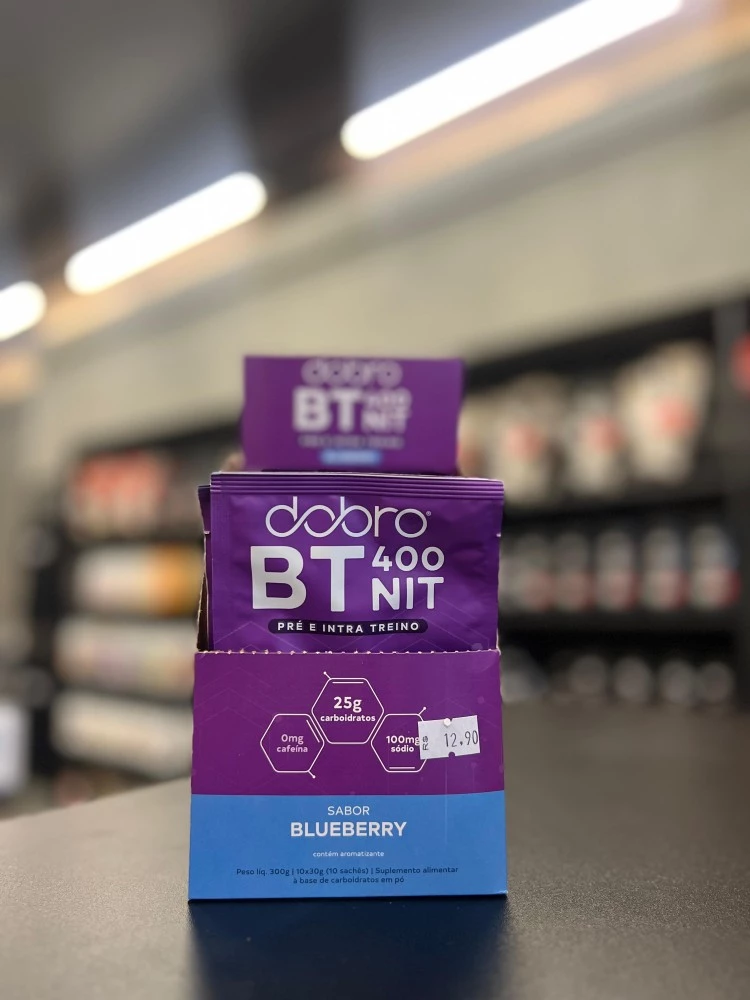 dobro
BT 400
NIT
dobro®
BT 400
NIT
PRÉ E INTRA TREINO
25g
carboidratos
0mg
cafeína
100mg
sódio
R$ 12,90
SABOR
BLUEBERRY
contém aromatizante
Peso líq. 300g | 10x30g (10 sachês) | Suplemento alimentar
à base de carboidratos em pó